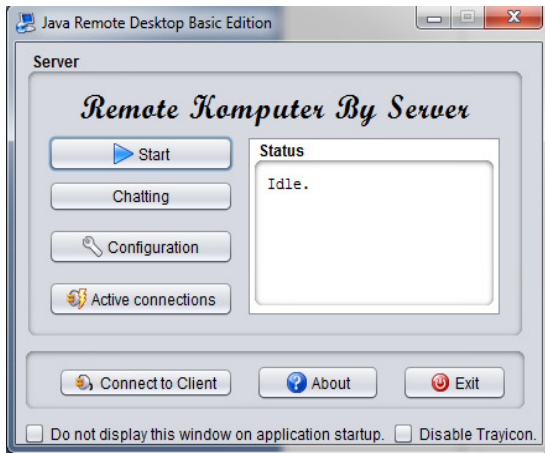 Java Remote Desktop Basic Edition
Server
Remote Komputer By Server
Start
Chatting
Configuration
Active connections
Status
Idle.
Connect to Client
About
Exit
Do not display this window on application startup.
Disable Trayicon.